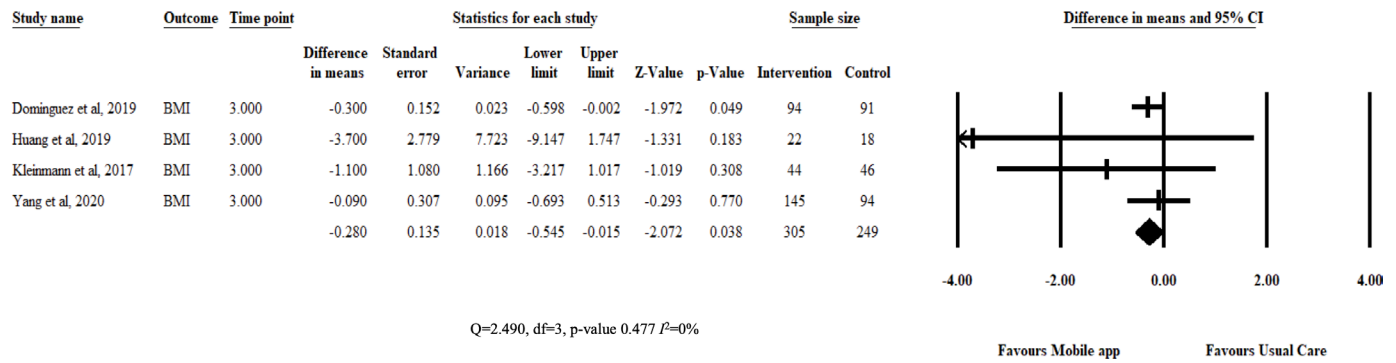 Study name Outcome Time point Statistics for each study Sample size Difference in means and 95% CI
Difference in means Standard error Variance Lower limit Upper limit Z-Value p-Value Intervention Control
Dominguez et al, 2019 BMI 3.000 -0.300 0.152 0.023 -0.598 -0.002 -1.972 0.049 94 91
Huang et al, 2019 BMI 3.000 -3.700 2.779 7.723 -9.147 1.747 -1.331 0.183 22 18
Kleinmann et al, 2017 BMI 3.000 -1.100 1.080 1.166 -3.217 1.017 -1.019 0.308 44 46
Yang et al, 2020 BMI 3.000 -0.090 0.307 0.095 -0.693 0.513 -0.293 0.770 145 94
-0.280 0.135 0.018 -0.545 -0.015 -2.072 0.038 305 249
-4.00 -2.00 0.00 2.00 4.00
Q=2.490, df=3, p-value 0.477 I²=0%
Favours Mobile app Favours Usual Care